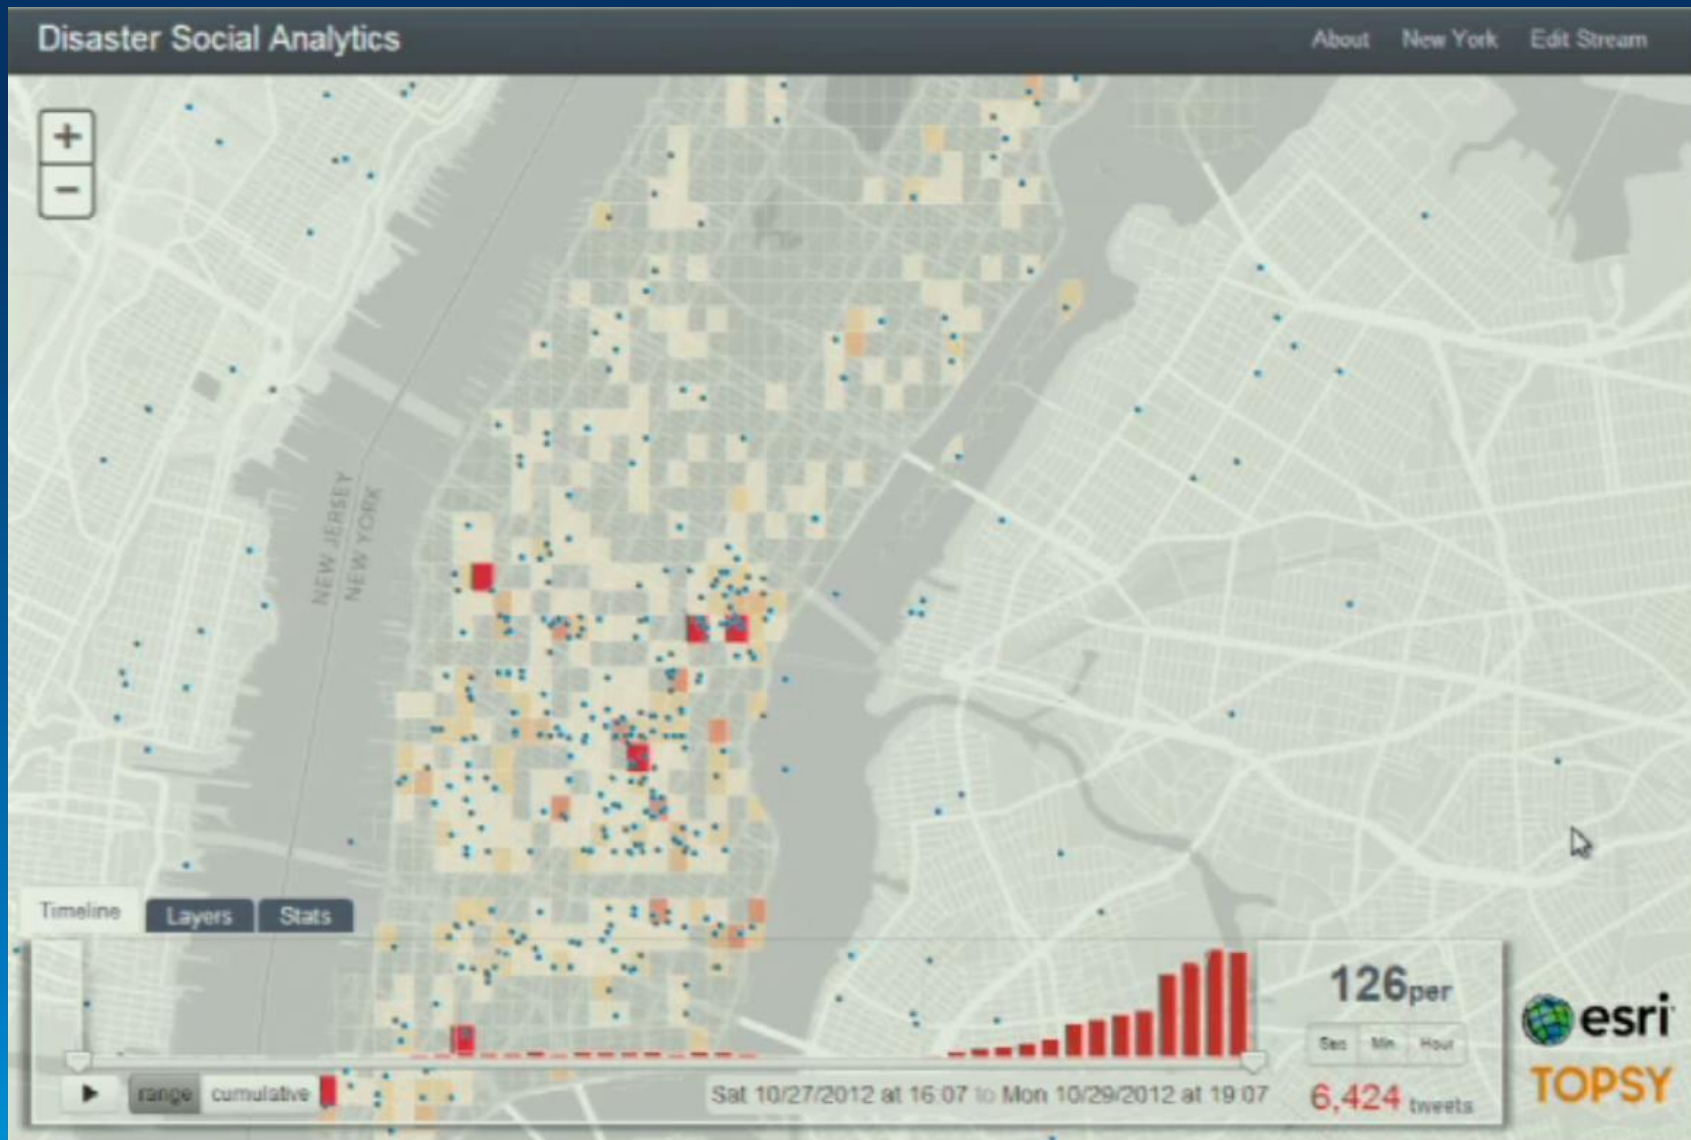 Disaster Social Analytics
About New York Edit Stream
+
−
NEW JERSEY
NEW YORK
Timeline Layers Stats
126 per
Sec Min Hour
range cumulative
Sat 10/27/2012 at 16:07 to Mon 10/29/2012 at 19:07
6,424 tweets
esri
TOPSY